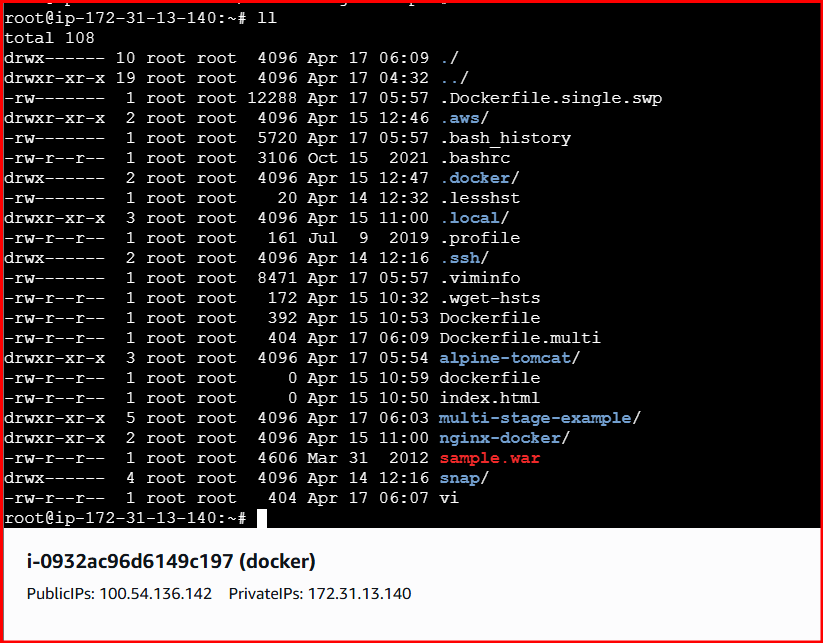 root@ip-172-31-13-140:~# ll
total 108
drwx------ 10 root root  4096 Apr 17 06:09 ./
drwxr-xr-x 19 root root  4096 Apr 17 04:32 ../
-rw-------  1 root root 12288 Apr 17 05:57 .Dockerfile.single.swp
drwxr-xr-x  2 root root  4096 Apr 15 12:46 .aws/
-rw-------  1 root root  5720 Apr 17 05:57 .bash_history
-rw-r--r--  1 root root  3106 Oct 15  2021 .bashrc
drwx------  2 root root  4096 Apr 15 12:47 .docker/
-rw-------  1 root root    20 Apr 14 12:32 .lesshst
drwxr-xr-x  3 root root  4096 Apr 15 11:00 .local/
-rw-r--r--  1 root root   161 Jul  9  2019 .profile
drwx------  2 root root  4096 Apr 14 12:16 .ssh/
-rw-------  1 root root  8471 Apr 17 05:57 .viminfo
-rw-r--r--  1 root root   172 Apr 15 10:32 .wget-hsts
-rw-r--r--  1 root root   392 Apr 15 10:53 Dockerfile
-rw-r--r--  1 root root   404 Apr 17 06:09 Dockerfile.multi
drwxr-xr-x  3 root root  4096 Apr 17 05:54 alpine-tomcat/
-rw-r--r--  1 root root     0 Apr 15 10:59 dockerfile
-rw-r--r--  1 root root     0 Apr 15 10:50 index.html
drwxr-xr-x  5 root root  4096 Apr 17 06:03 multi-stage-example/
drwxr-xr-x  2 root root  4096 Apr 15 11:00 nginx-docker/
-rw-r--r--  1 root root  4606 Mar 31  2012 sample.war
drwx------  4 root root  4096 Apr 14 12:16 snap/
-rw-r--r--  1 root root   404 Apr 17 06:07 vi
root@ip-172-31-13-140:~#
i-0932ac96d6149c197 (docker)
PublicIPs: 100.54.136.142    PrivateIPs: 172.31.13.140